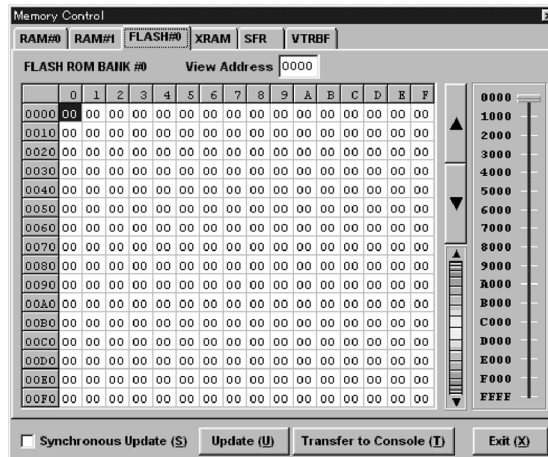 Memory Control
RAM#0 RAM#1 FLASH#0 XRAM SFR VTRBF
FLASH ROM BANK #0 View Address 0000
0 1 2 3 4 5 6 7 8 9 A B C D E F
0000 00 00 00 00 00 00 00 00 00 00 00 00 00 00 00 00
0010 00 00 00 00 00 00 00 00 00 00 00 00 00 00 00 00
0020 00 00 00 00 00 00 00 00 00 00 00 00 00 00 00 00
0030 00 00 00 00 00 00 00 00 00 00 00 00 00 00 00 00
0040 00 00 00 00 00 00 00 00 00 00 00 00 00 00 00 00
0050 00 00 00 00 00 00 00 00 00 00 00 00 00 00 00 00
0060 00 00 00 00 00 00 00 00 00 00 00 00 00 00 00 00
0070 00 00 00 00 00 00 00 00 00 00 00 00 00 00 00 00
0080 00 00 00 00 00 00 00 00 00 00 00 00 00 00 00 00
0090 00 00 00 00 00 00 00 00 00 00 00 00 00 00 00 00
00A0 00 00 00 00 00 00 00 00 00 00 00 00 00 00 00 00
00B0 00 00 00 00 00 00 00 00 00 00 00 00 00 00 00 00
00C0 00 00 00 00 00 00 00 00 00 00 00 00 00 00 00 00
00D0 00 00 00 00 00 00 00 00 00 00 00 00 00 00 00 00
00E0 00 00 00 00 00 00 00 00 00 00 00 00 00 00 00 00
00F0 00 00 00 00 00 00 00 00 00 00 00 00 00 00 00 00
0000
1000
2000
3000
4000
5000
6000
7000
8000
9000
A000
B000
C000
D000
E000
F000
FFFF
Synchronous Update (S) Update (U) Transfer to Console (T) Exit (X)